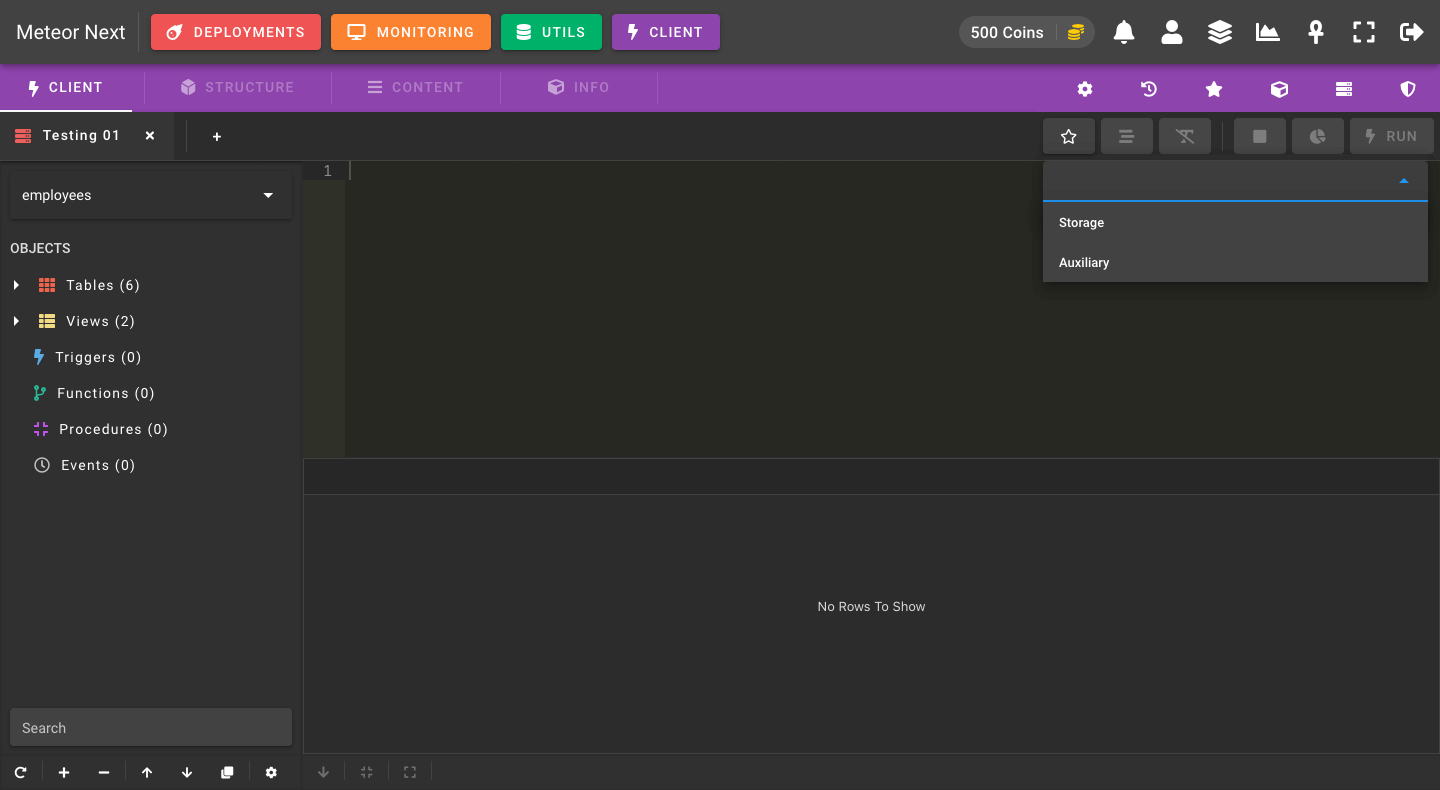 Meteor Next
DEPLOYMENTS
MONITORING
UTILS
CLIENT
500 Coins
CLIENT
STRUCTURE
CONTENT
INFO
Testing 01
RUN
employees
1
Storage
Auxiliary
OBJECTS
Tables (6)
Views (2)
Triggers (0)
Functions (0)
Procedures (0)
Events (0)
No Rows To Show
Search